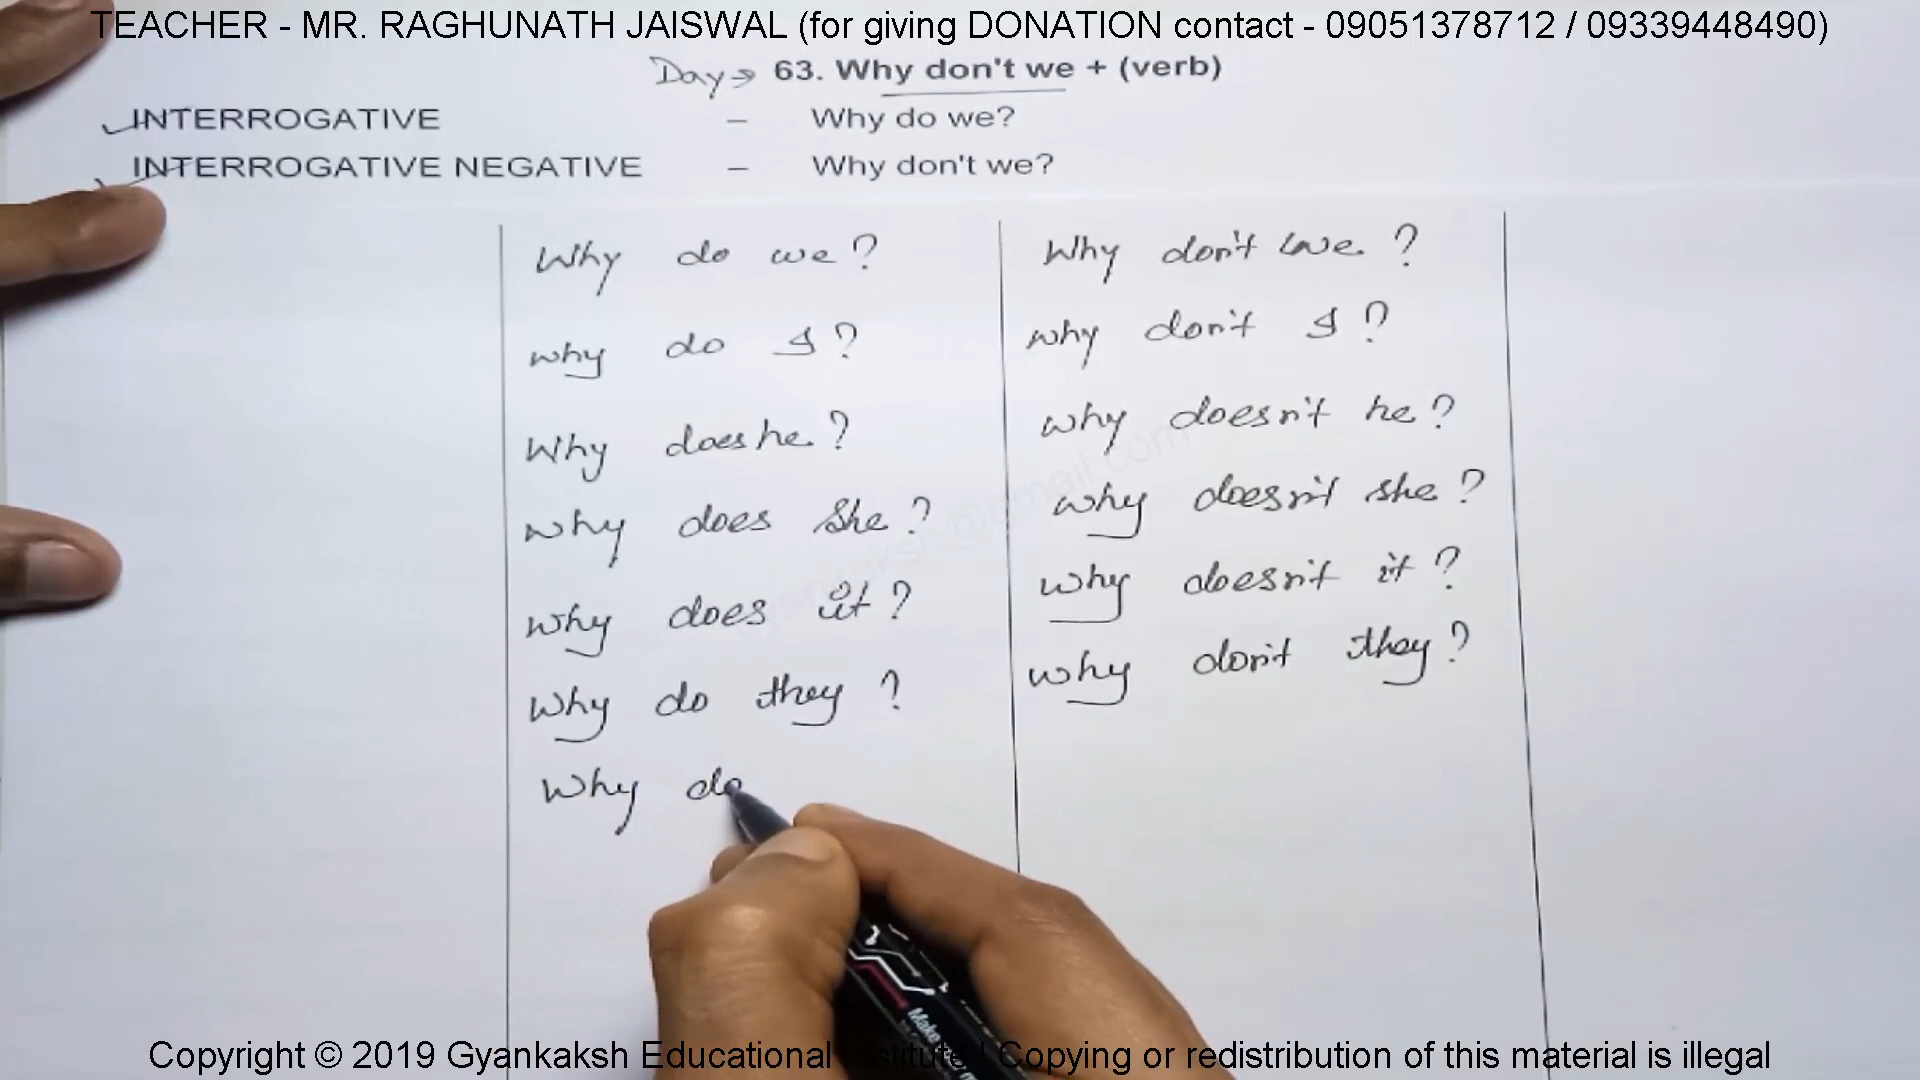 TEACHER - MR. RAGHUNATH JAISWAL (for giving DONATION contact - 09051378712 / 09339448490)
Day → 63. Why don't we + (verb)
INTERROGATIVE – Why do we?
INTERROGATIVE NEGATIVE – Why don't we?
Why do we? Why don't we?
why do I? why don't I?
Why does he? why doesn't he?
why does she? why doesn't she?
why does it? why doesn't it?
Why do they? why don't they?
Why do
Make
Copyright © 2019 Gyankaksh Educational Copying or redistribution of this material is illegal